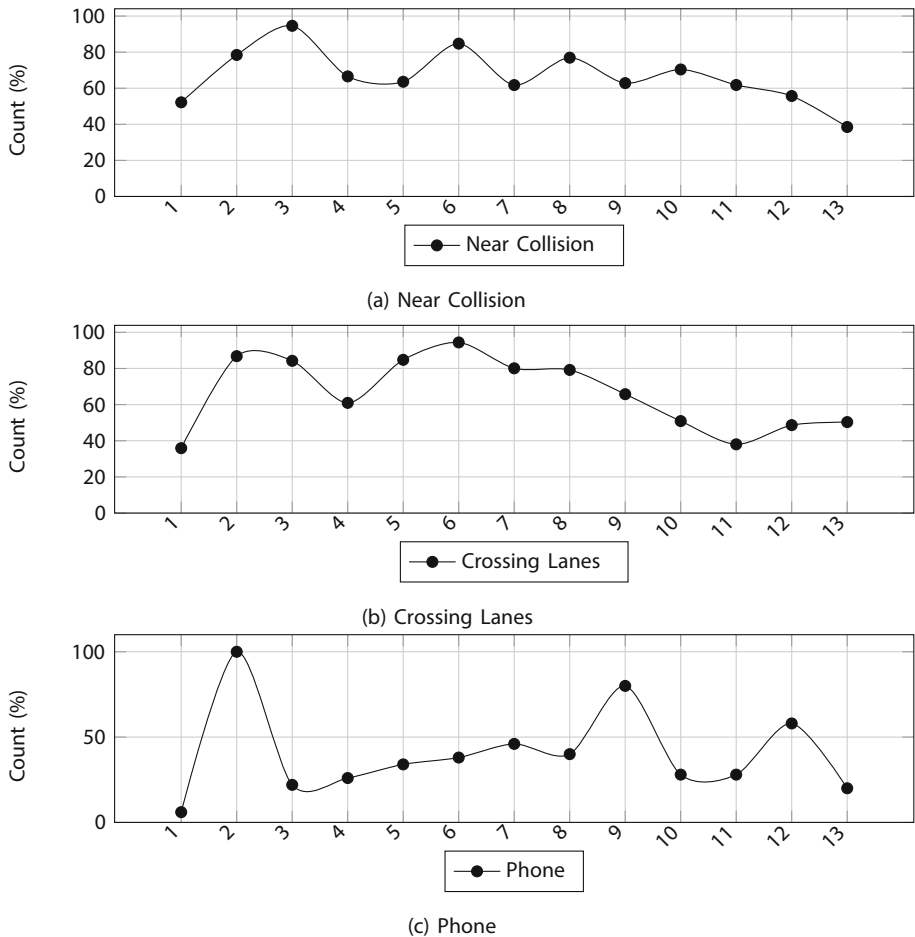 100
80
60
40
20
0
Count (%)
1 2 3 4 5 6 7 8 9 10 11 12 13
Near Collision
(a) Near Collision
100
80
60
40
20
0
Count (%)
1 2 3 4 5 6 7 8 9 10 11 12 13
Crossing Lanes
(b) Crossing Lanes
100
50
0
Count (%)
1 2 3 4 5 6 7 8 9 10 11 12 13
Phone
(c) Phone